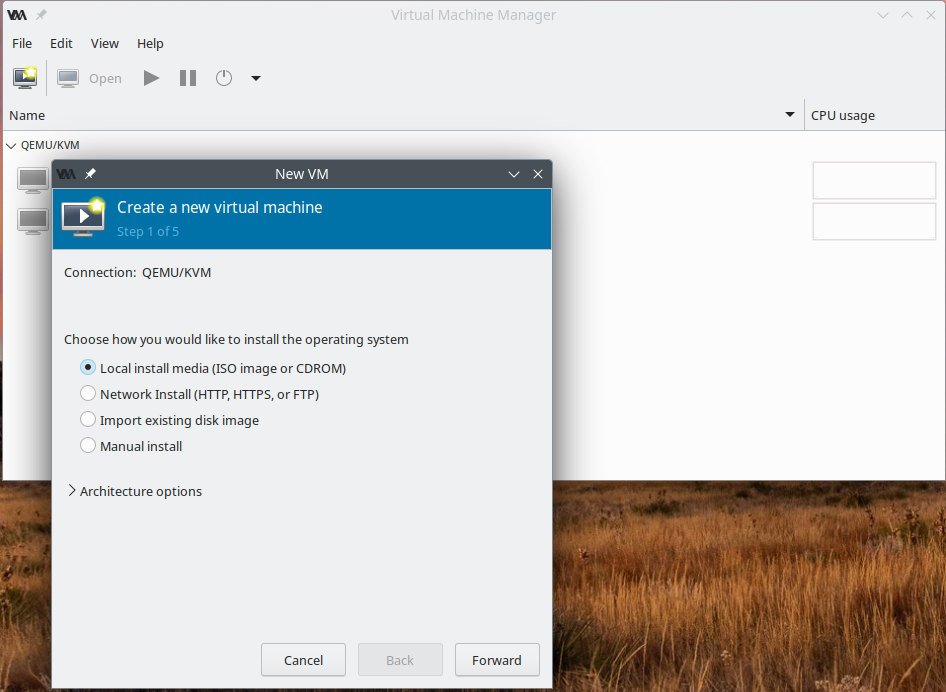 Virtual Machine Manager
File Edit View Help
Open
Name CPU usage
QEMU/KVM
New VM
Create a new virtual machine
Step 1 of 5
Connection: QEMU/KVM
Choose how you would like to install the operating system
Local install media (ISO image or CDROM)
Network Install (HTTP, HTTPS, or FTP)
Import existing disk image
Manual install
Architecture options
Cancel Back Forward